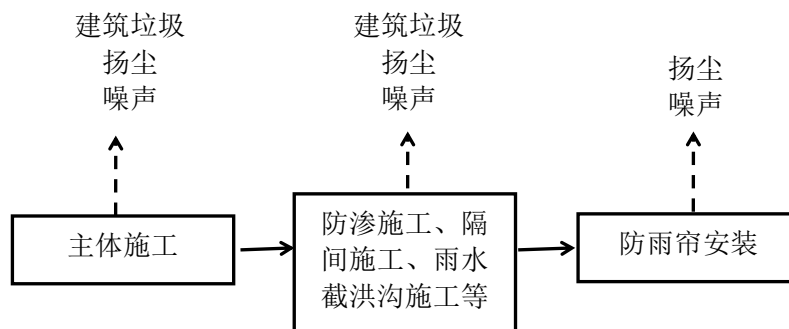 建筑垃圾
扬尘
噪声
建筑垃圾
扬尘
噪声
扬尘
噪声
主体施工
防渗施工、隔
间施工、雨水
截洪沟施工等
防雨帘安装